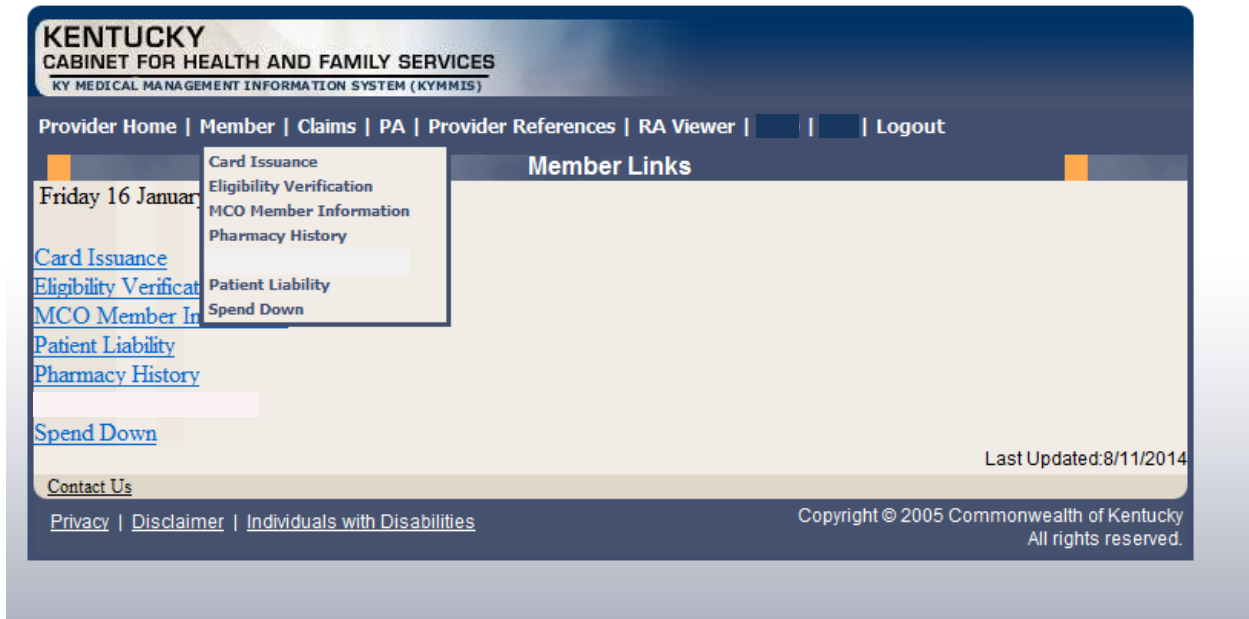 KENTUCKY
CABINET FOR HEALTH AND FAMILY SERVICES
KY MEDICAL MANAGEMENT INFORMATION SYSTEM (KYMMIS)
Provider Home | Member | Claims | PA | Provider References | RA Viewer | | | Logout
Member Links
Card Issuance
Eligibility Verification
MCO Member Information
Pharmacy History
Patient Liability
Spend Down
Friday 16 January
Card Issuance
Eligibility
MCO Member
Patient Liability
Pharmacy History
Spend Down
Last Updated:8/11/2014
Contact Us
Privacy | Disclaimer | Individuals with Disabilities
Copyright © 2005 Commonwealth of Kentucky
All rights reserved.